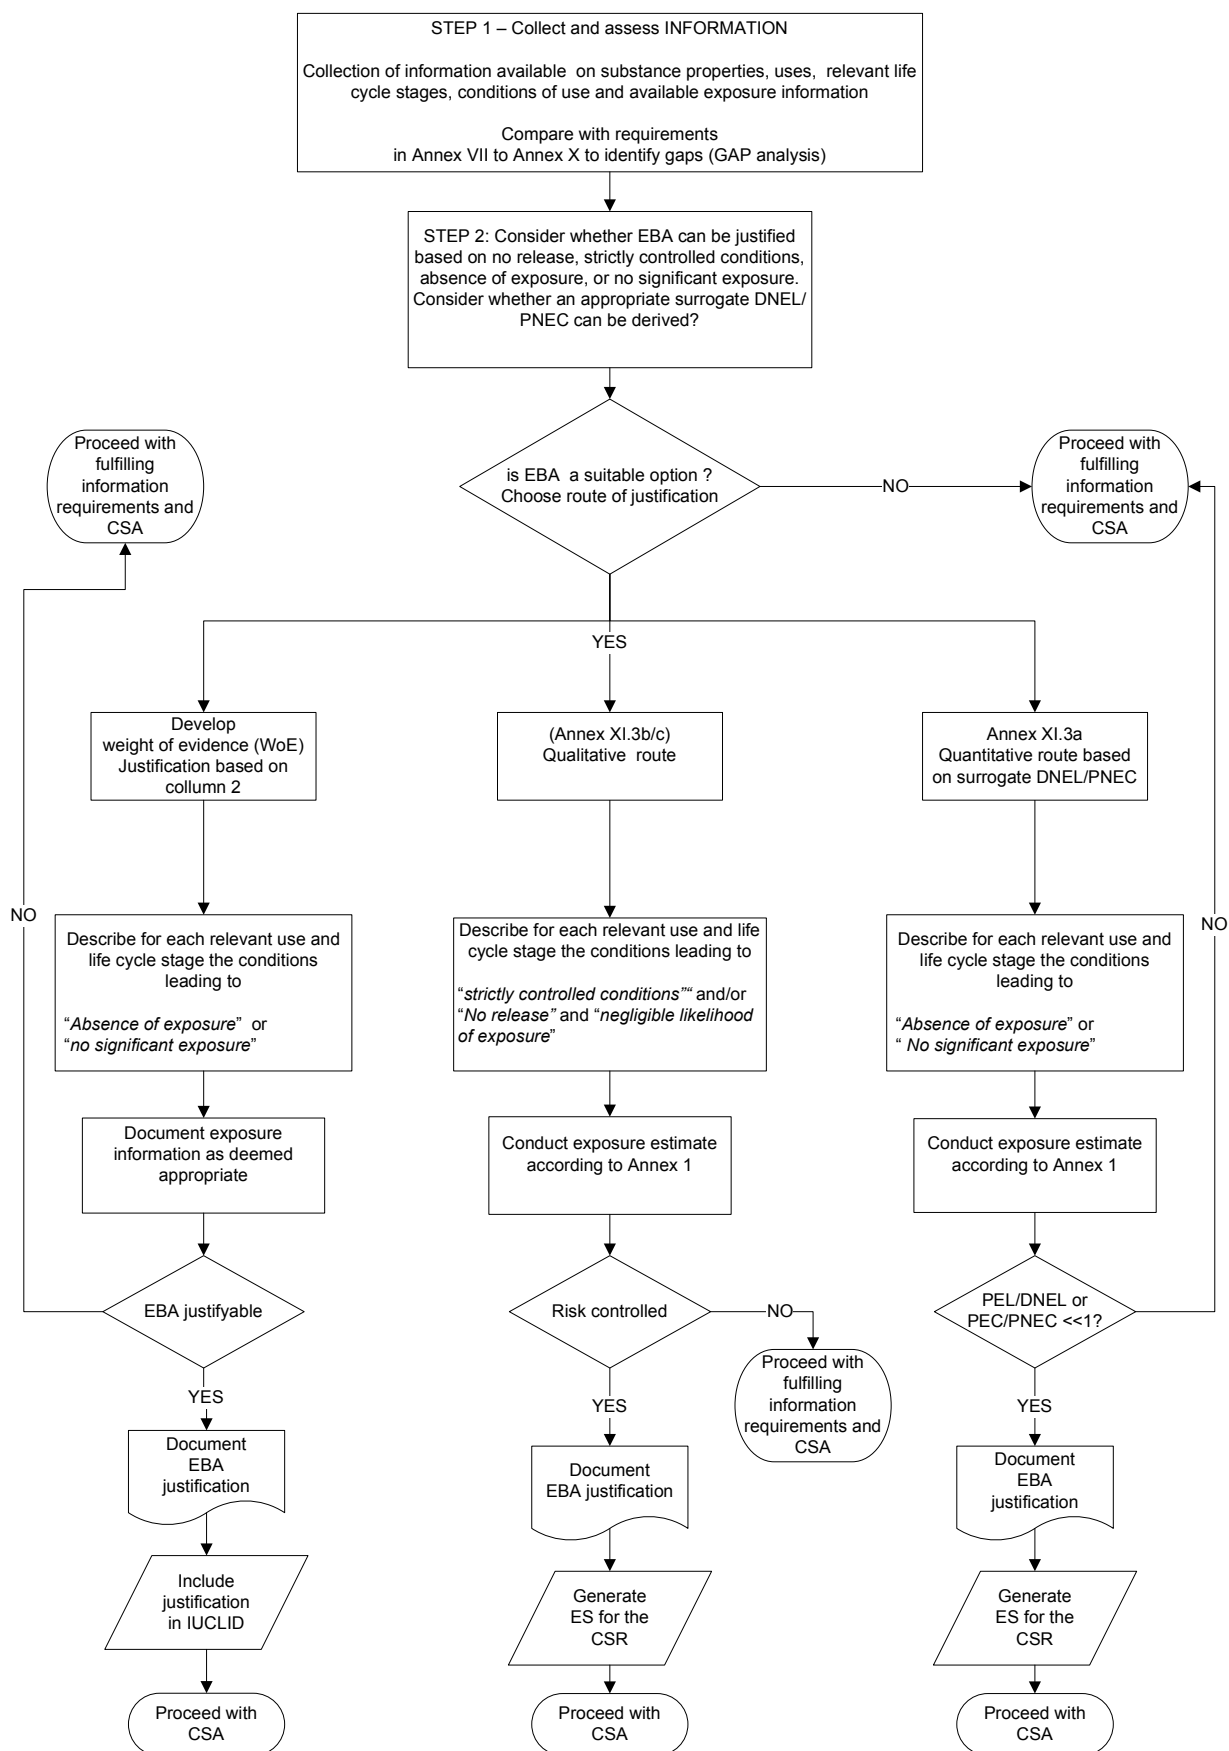 STEP 1 – Collect and assess INFORMATION
Collection of information available on substance properties, uses, relevant life
cycle stages, conditions of use and available exposure information
Compare with requirements
in Annex VII to Annex X to identify gaps (GAP analysis)
STEP 2: Consider whether EBA can be justified
based on no release, strictly controlled conditions,
absence of exposure, or no significant exposure.
Consider whether an appropriate surrogate DNEL/
PNEC can be derived?
Proceed with
fulfilling
information
requirements and
CSA
is EBA a suitable option ?
Choose route of justification
NO
Proceed with
fulfilling
information
requirements and
CSA
YES
Develop
weight of evidence (WoE)
Justification based on
collumn 2
(Annex XI.3b/c)
Qualitative route
Annex XI.3a
Quantitative route based
on surrogate DNEL/PNEC
NO
NO
Describe for each relevant use and
life cycle stage the conditions
leading to
“Absence of exposure” or
“no significant exposure”
Describe for each relevant use and life
cycle stage the conditions leading to
“strictly controlled conditions”“ and/or
“No release” and “negligible likelihood
of exposure”
Describe for each relevant use and
life cycle stage the conditions
leading to
“Absence of exposure” or
“ No significant exposure”
Document exposure
information as deemed
appropriate
Conduct exposure estimate
according to Annex 1
Conduct exposure estimate
according to Annex 1
EBA justifyable
Risk controlled
NO
PEL/DNEL or
PEC/PNEC <<1?
Proceed with
fulfilling
information
requirements and
CSA
YES
YES
YES
Document
EBA
justification
Document
EBA justification
Document
EBA
justification
Include
justification
in IUCLID
Generate
ES for the
CSR
Generate
ES for the
CSR
Proceed with
CSA
Proceed with
CSA
Proceed with
CSA